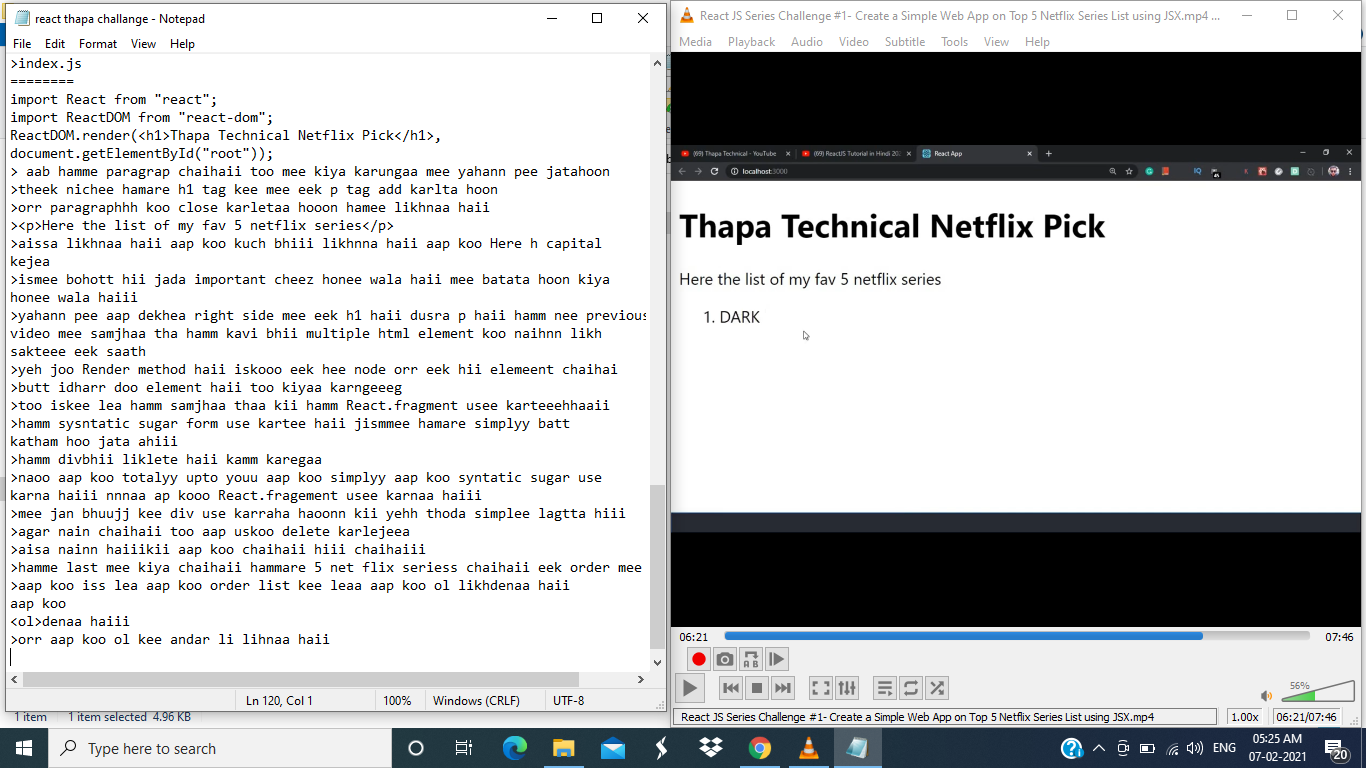 react thapa challange - Notepad
File Edit Format View Help
>index.js
========
import React from "react";
import ReactDOM from "react-dom";
ReactDOM.render(<h1>Thapa Technical Netflix Pick</h1>,
document.getElementById("root"));
> aab hamme paragrap chaihaii too mee kiya karungaa mee yahann pee jatahoon
>theek nichee hamare h1 tag kee mee eek p tag add karlta hoon
>orr paragraphhh koo close karletaa hooon hamee likhnaa haii
><p>Here the list of my fav 5 netflix series</p>
>aissa likhnaa haii aap koo kuch bhiii likhnna haii aap koo Here h capital
kejea
>ismee bohott hii jada important cheez honee wala haii mee batata hoon kiya
honee wala haiii
>yahann pee aap dekhea right side mee eek h1 haii dusra p haii hamm nee previous
video mee samjhaa tha hamm kavi bhii multiple html element koo naihnn likh
sakteee eek saath
>yeh joo Render method haii iskooo eek hee node orr eek hii elemeent chaihai
>butt idharr doo element haii too kiyaa karngeeeg
>too iskee lea hamm samjhaa thaa kii hamm React.fragment usee karteeehhaaii
>hamm sysntatic sugar form use kartee haii jismmee hamare simplyy batt
katham hoo jata ahiii
>hamm divbhii liklete haii kamm karegaa
>naoo aap koo totalyy upto youu aap koo simplyy aap koo syntatic sugar use
karna haiii nnnaa ap kooo React.fragement usee karnaa haiii
>mee jan bhuujj kee div use karraha haoonn kii yehh thoda simplee lagtta hiii
>agar nain chaihaii too aap uskoo delete karlejeea
>aisa nainn haiiikii aap koo chaihaii hiii chaihaiii
>hamme last mee kiya chaihaii hammare 5 net flix seriess chaihaii eek order mee
>aap koo iss lea aap koo order list kee leaa aap koo ol likhdenaa haii
aap koo
<ol>denaa haiii
>orr aap koo ol kee andar li lihnaa haii
Ln 120, Col 1 100% Windows (CRLF) UTF-8
1 item 1 item selected 4.96 KB
React JS Series Challenge #1- Create a Simple Web App on Top 5 Netflix Series List using JSX.mp4 ...
Media Playback Audio Video Subtitle Tools View Help
(69) Thapa Technical - YouTube (69) ReactJS Tutorial in Hindi 202 React App
localhost:3000
Thapa Technical Netflix Pick
Here the list of my fav 5 netflix series
1. DARK
06:21 07:46
56%
React JS Series Challenge #1- Create a Simple Web App on Top 5 Netflix Series List using JSX.mp4 1.00x 06:21/07:46
Type here to search
ENG 05:25 AM
07-02-2021
20